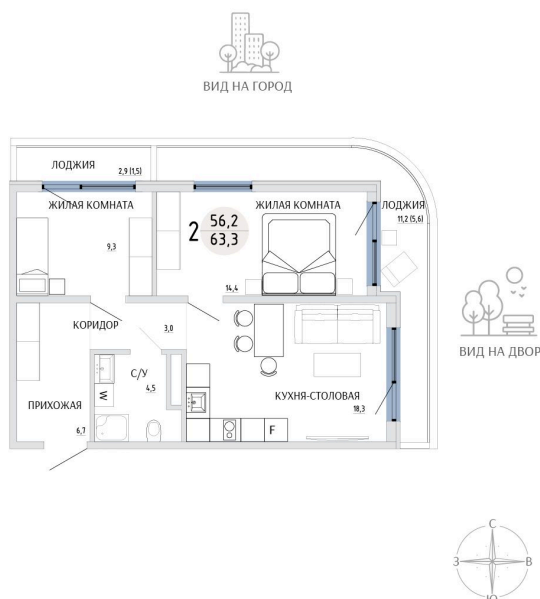 ВИД НА ГОРОД
ЛОДЖИЯ
2,9 (1,5)
ЖИЛАЯ КОМНАТА
9,3
ЖИЛАЯ КОМНАТА
2
56,2
63,3
14,4
ЛОДЖИЯ
11,2 (5,6)
ВИД НА ДВОР
КОРИДОР
3,0
С/У
4,5
W
ПРИХОЖАЯ
6,7
КУХНЯ-СТОЛОВАЯ
18,3
F
С
З
В
Ю